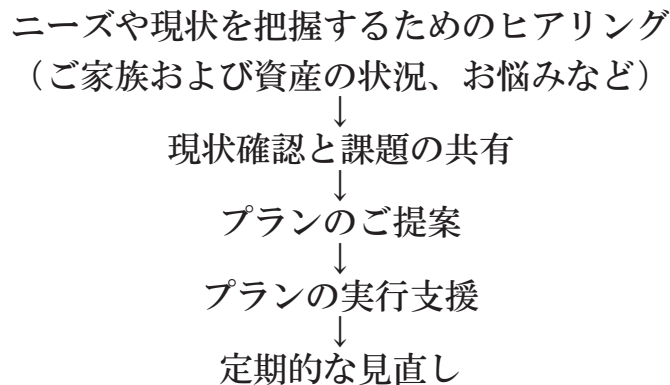 ニーズや現状を把握するためのヒアリング
（ご家族および資産の状況、お悩みなど）
↓
現状確認と課題の共有
↓
プランのご提案
↓
プランの実行支援
↓
定期的な見直し